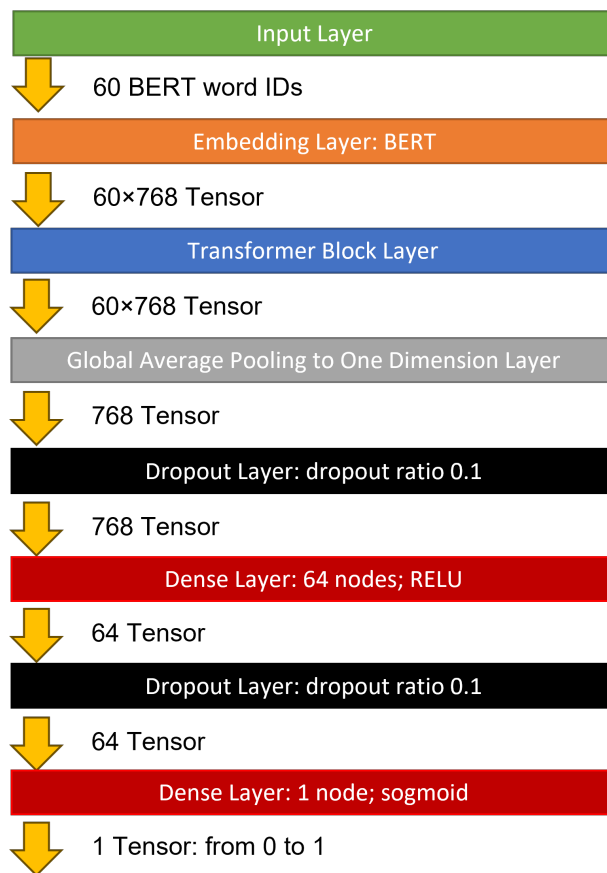 Input Layer
60 BERT word IDs
Embedding Layer: BERT
60×768 Tensor
Transformer Block Layer
60×768 Tensor
Global Average Pooling to One Dimension Layer
768 Tensor
Dropout Layer: dropout ratio 0.1
768 Tensor
Dense Layer: 64 nodes; RELU
64 Tensor
Dropout Layer: dropout ratio 0.1
64 Tensor
Dense Layer: 1 node; sogmoid
1 Tensor: from 0 to 1